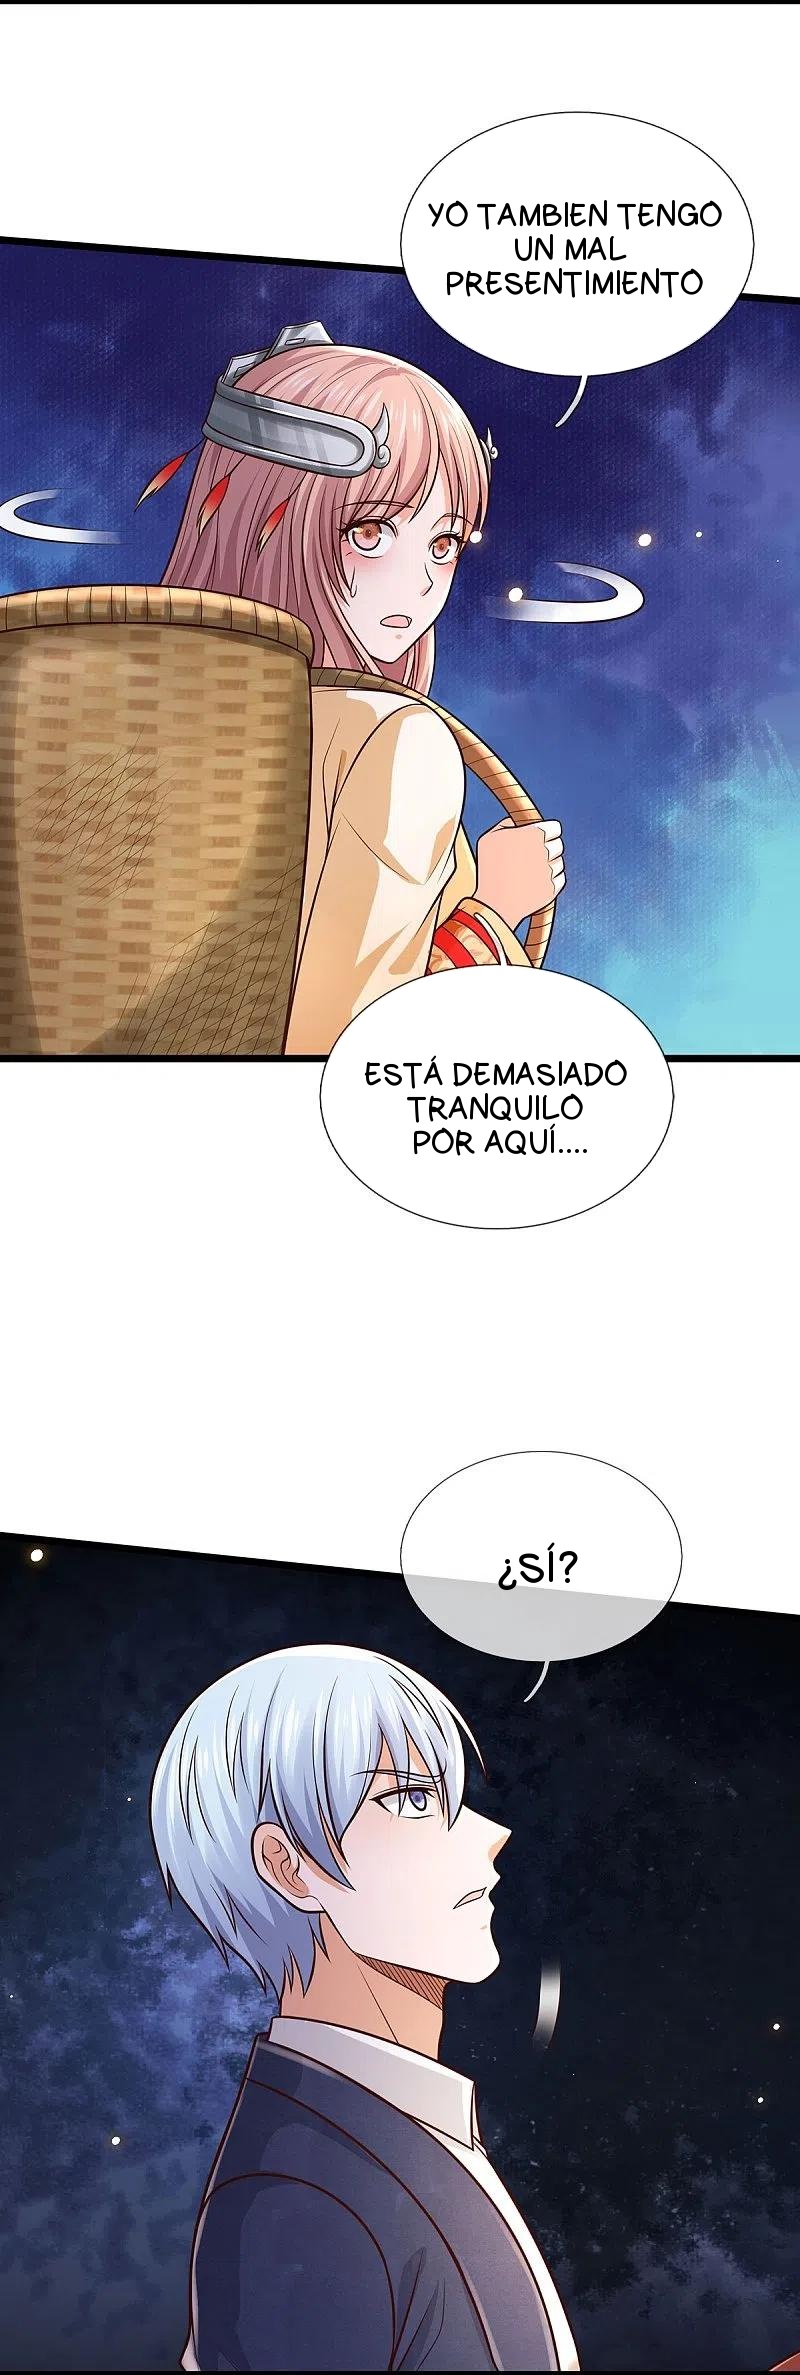 YO TAMBIEN TENGO
UN MAL
PRESENTIMIENTO
ESTÁ DEMASIADO
TRANQUILO
POR AQUÍ....
¿SÍ?